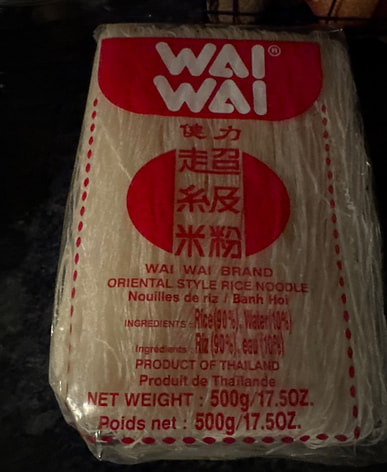 WAI®
WAI
健力
超
級
米粉
WAI WAI BRAND
ORIENTAL STYLE RICE NOODLE
Nouilles de riz / Banh Hoi
INGREDIENTS : Rice(90%), Water(10%)
Ingredients : Riz(90%), eau(10%)
PRODUCT OF THAILAND
Produit de Thaïlande
NET WEIGHT : 500g/17.5OZ.
Poids net : 500g/17.5OZ.